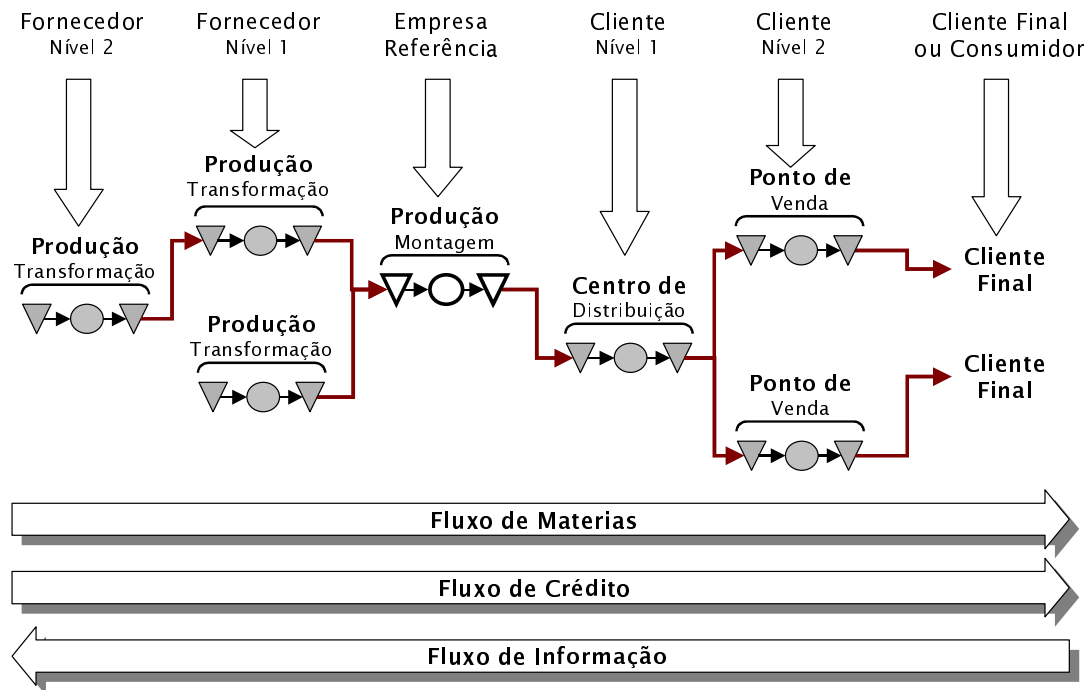 Fornecedor
Nível 2
Fornecedor
Nível 1
Empresa
Referência
Cliente
Nível 1
Cliente
Nível 2
Cliente Final
ou Consumidor
Produção
Transformação
Produção
Transformação
Produção
Transformação
Produção
Montagem
Centro de
Distribuição
Ponto de
Venda
Ponto de
Venda
Cliente
Final
Cliente
Final
Fluxo de Materias
Fluxo de Crédito
Fluxo de Informação